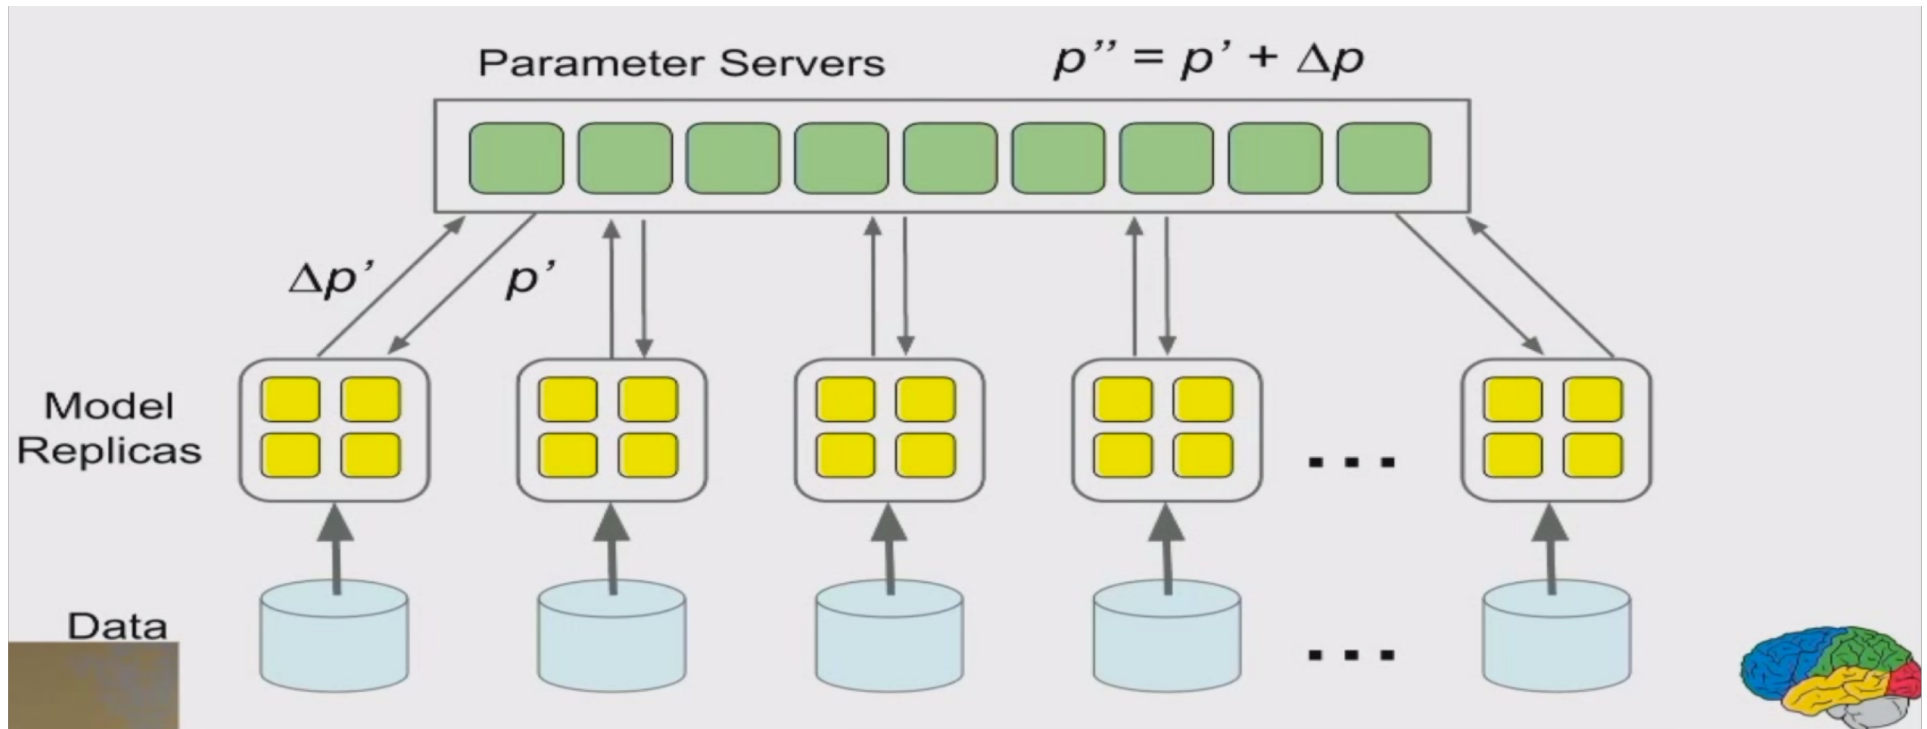 Parameter Servers
p’’ = p’ + Δp
Δp’
p’
Model
Replicas
...
Data
...